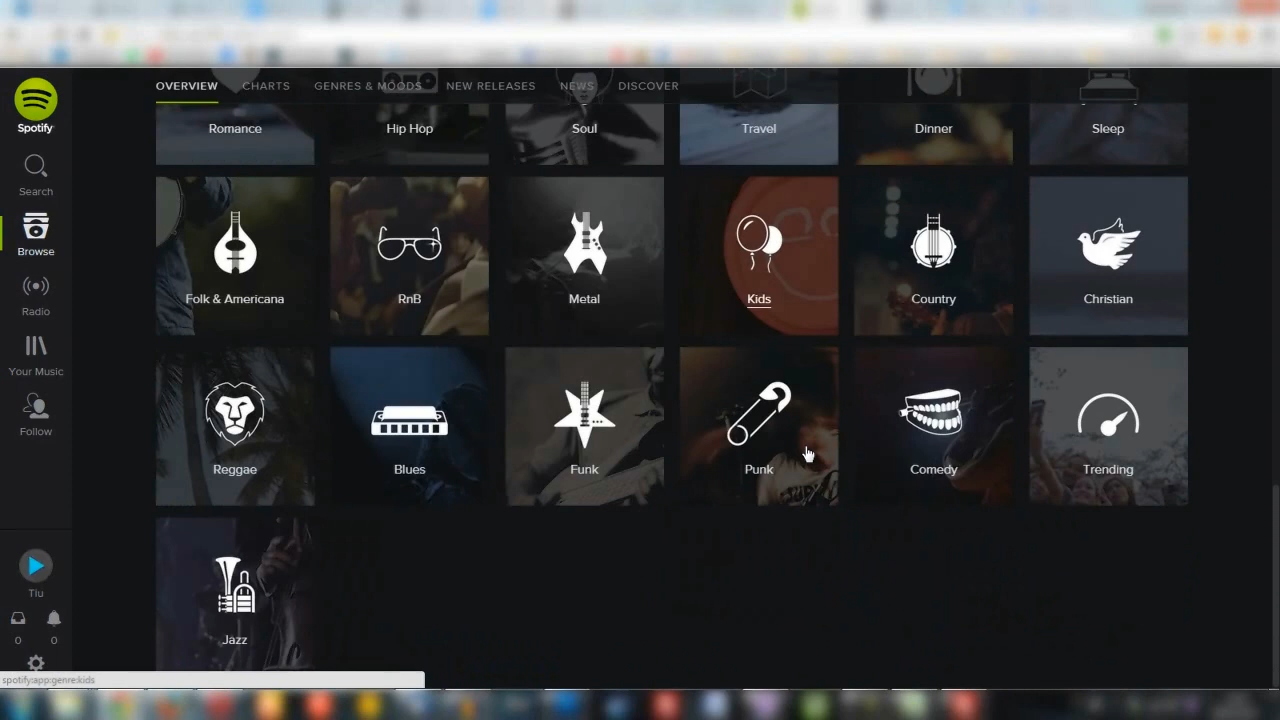 OVERVIEW CHARTS GENRES & MOODS NEW RELEASES NEWS DISCOVER
Spotify
Search
Browse
Radio
Your Music
Follow
Tlu
0 0
Romance Hip Hop Soul Travel Dinner Sleep
Folk & Americana RnB Metal Kids Country Christian
Reggae Blues Funk Punk Comedy Trending
Jazz
spotify:app:genre:kids